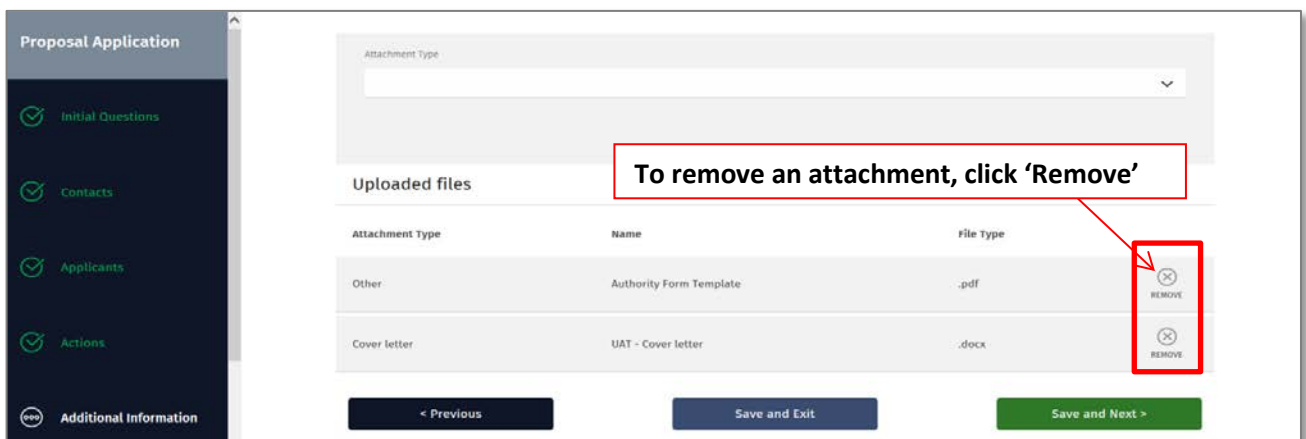 Proposal Application
Initial Questions
Contacts
Applicants
Actions
Additional Information
Attachment Type
To remove an attachment, click ‘Remove’
Uploaded files
Attachment Type Name File Type
Other Authority Form Template .pdf REMOVE
Cover letter UAT - Cover letter .docx REMOVE
< Previous Save and Exit Save and Next >